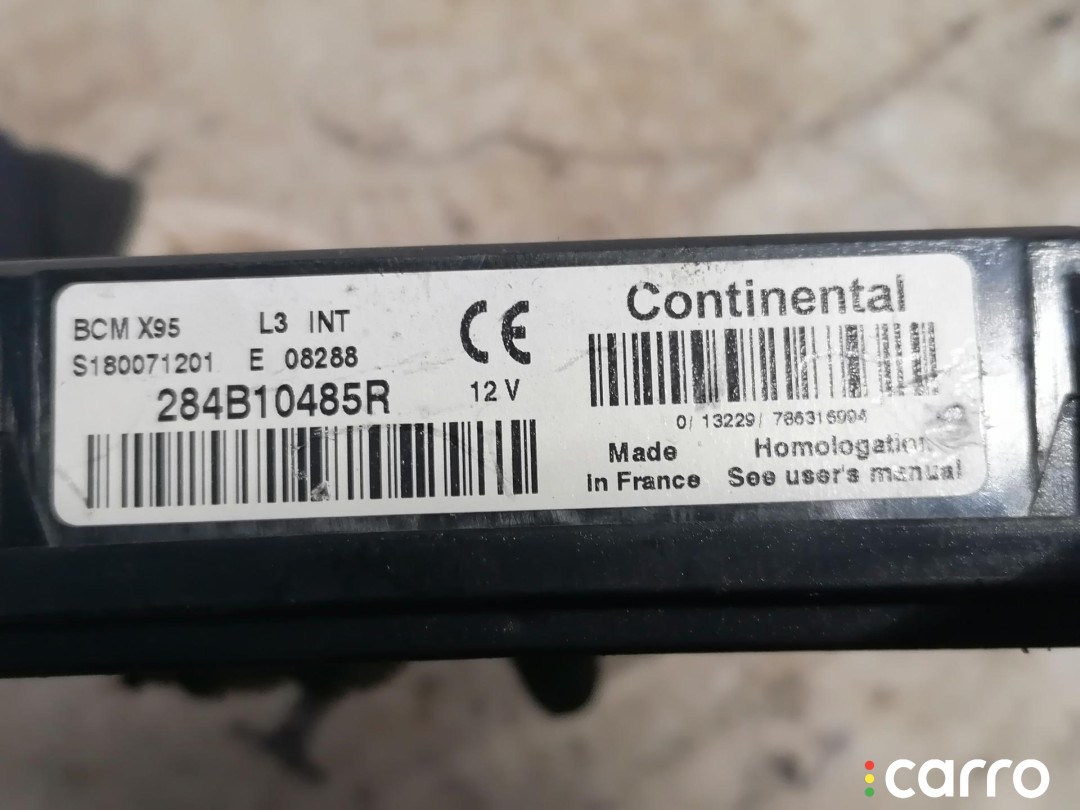 BCM X95 L3 INT
S180071201 E 08288
284B10485R
CE
12 V
Continental
0/ 13229/ 786316994
Made
in France
Homologation
See user's manual
carro